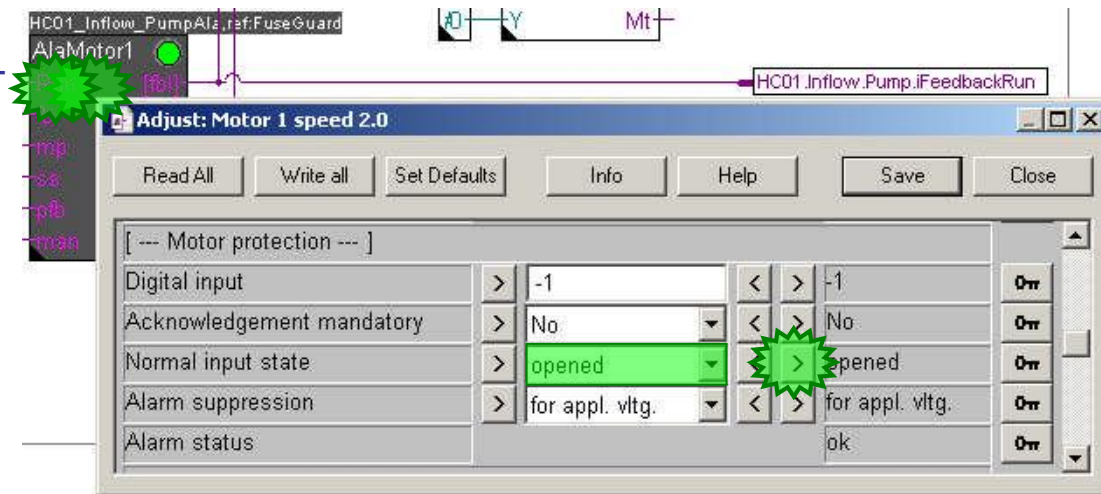 HC01_Inflow_PumpAla,ref:FuseGuard
Y Mt
AlaMotor1
[fbl]
HC01.Inflow.Pump.iFeedbackRun
Adjust: Motor 1 speed 2.0
mp
Read All Write all Set Defaults Info Help Save Close
ss
pfb
man
[ --- Motor protection --- ]
Digital input > -1 < > -1
Acknowledgement mandatory > No < > No
Normal input state > opened > opened
Alarm suppression > for appl. vltg. < > for appl. vltg.
Alarm status ok